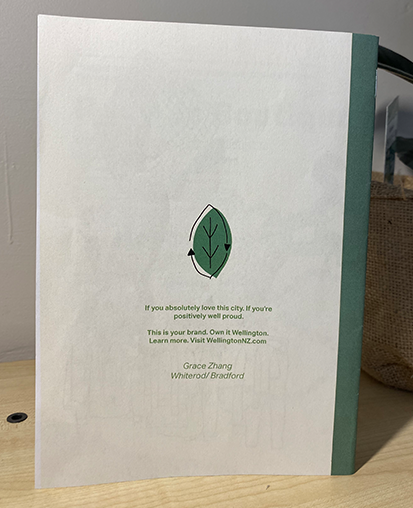 If you absolutely love this city. If you're
positively well proud.
This is your brand. Own it Wellington.
Learn more. Visit WellingtonNZ.com
Grace Zhang
Whiterod/ Bradford